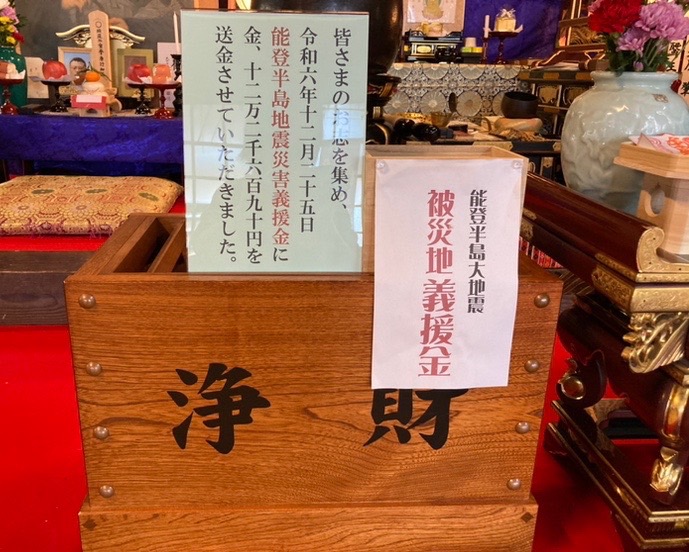 皆さまのお志を集め、
令和六年十二月二十五日
能登半島地震災害義援金に
金、十二万二千六百九十円を
送金させていただきました。
能登半島大地震
被災地義援金
浄財